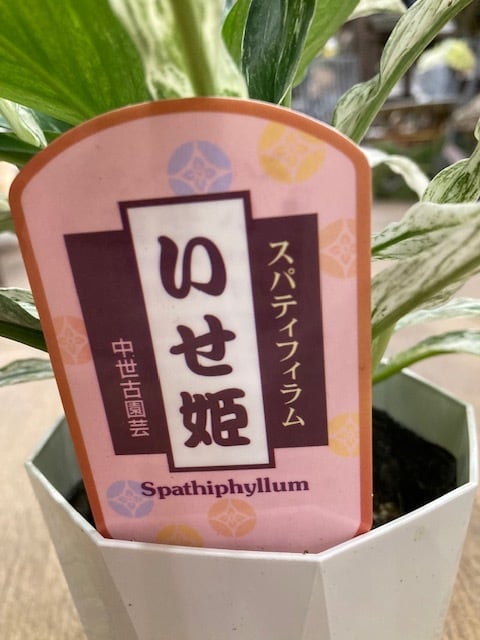 スパティフィラム
いせ姫
中世古園芸
Spathiphyllum